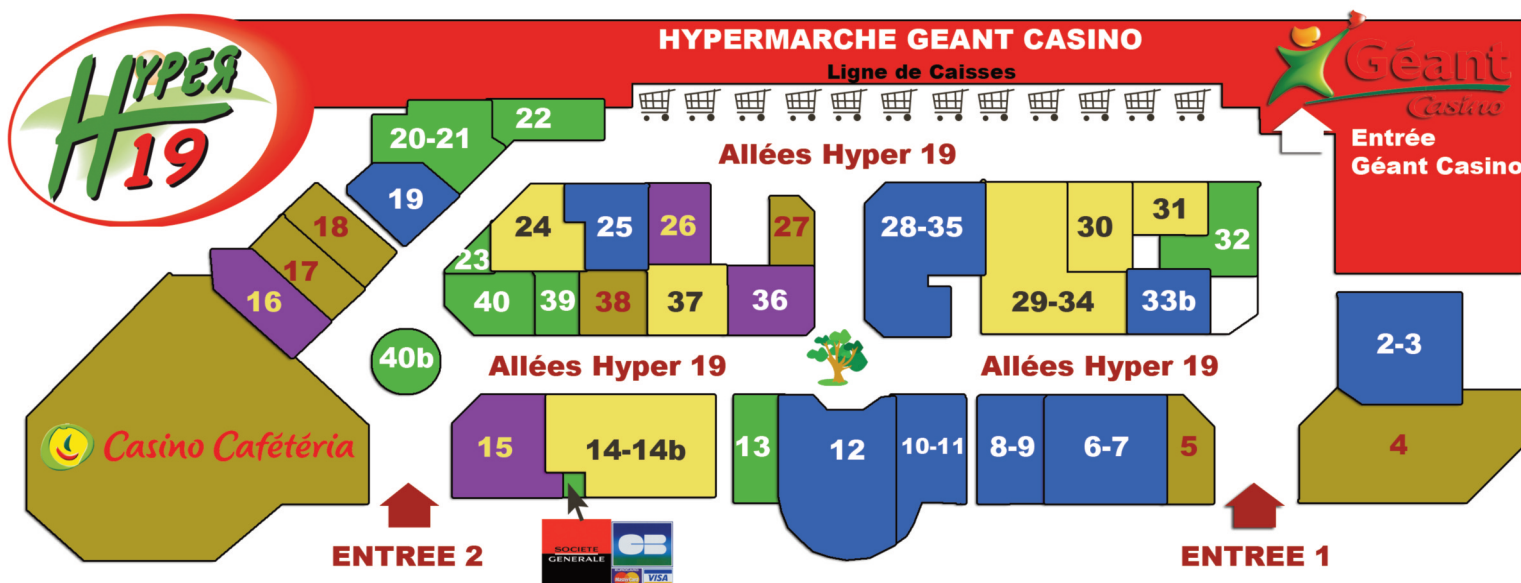 HYPER
19
HYPERMARCHE GEANT CASINO
Ligne de Caisses
Géant
Casino
Entrée
Géant Casino
20-21
22
Allées Hyper 19
19
18
17
16
24
25
26
27
28-35
30
31
32
23
40
39
38
37
36
29-34
33b
2-3
40b
Allées Hyper 19
Allées Hyper 19
Casino Cafétéria
15
14-14b
13
12
10-11
8-9
6-7
5
4
ENTREE 2
SOCIETE
GENERALE
CB
MasterCard
VISA
ENTREE 1